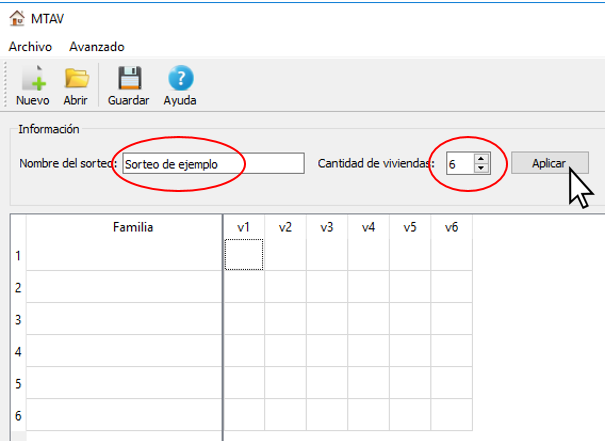 MTAV
Archivo Avanzado
Nuevo Abrir Guardar Ayuda
Información
Nombre del sorteo: Sorteo de ejemplo Cantidad de viviendas: 6 Aplicar
Familia v1 v2 v3 v4 v5 v6
1
2
3
4
5
6